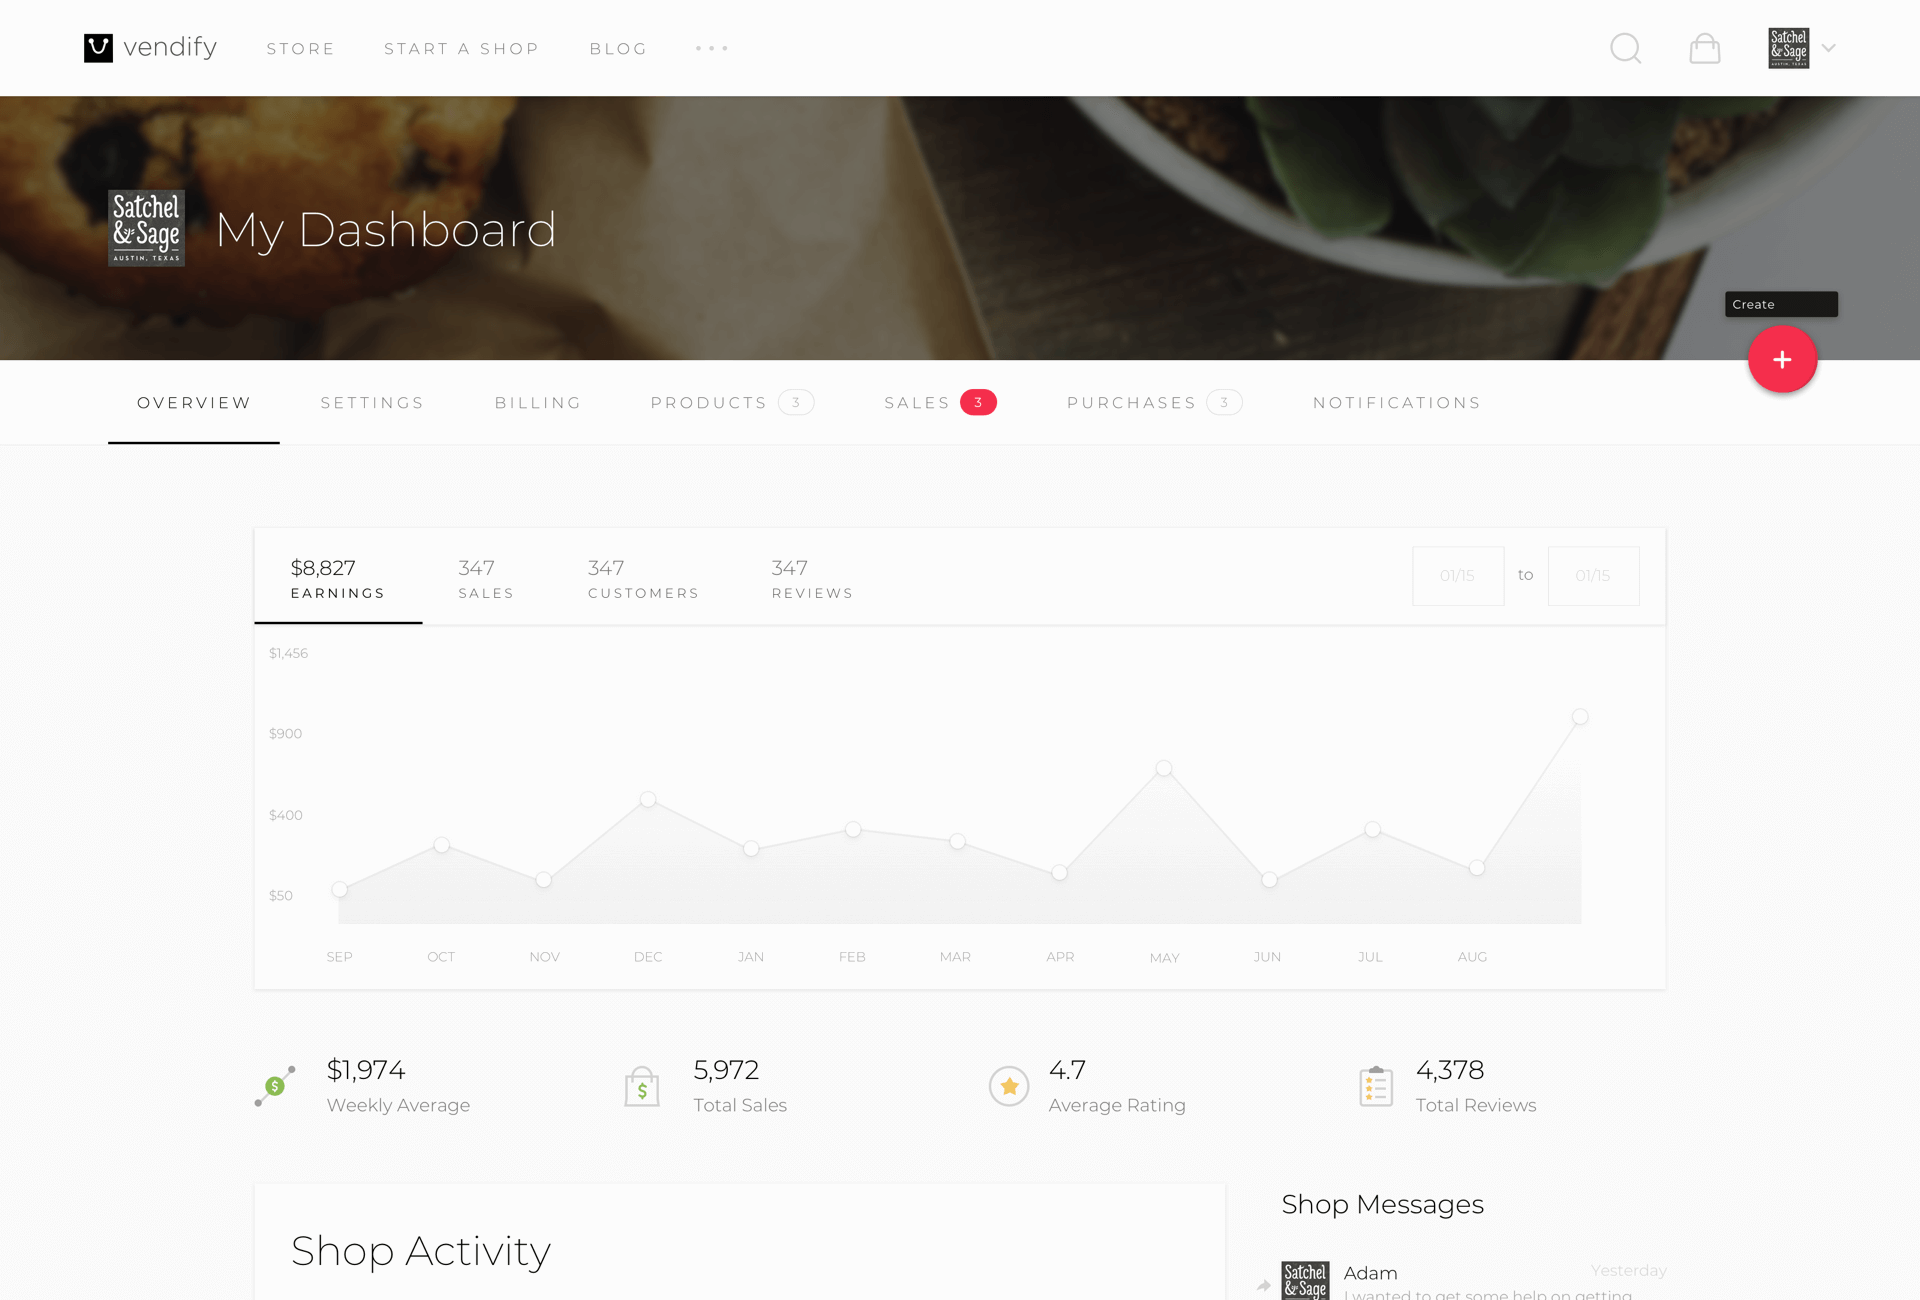 vendify
STORE
START A SHOP
BLOG
Satchel
& Sage
AUSTIN, TEXAS
Satchel
& Sage
AUSTIN, TEXAS
My Dashboard
Create
+
OVERVIEW
SETTINGS
BILLING
PRODUCTS 3
SALES 3
PURCHASES 3
NOTIFICATIONS
$8,827
EARNINGS
347
SALES
347
CUSTOMERS
347
REVIEWS
01/15 to 01/15
$1,456
$900
$400
$50
SEP OCT NOV DEC JAN FEB MAR APR MAY JUN JUL AUG
$
$1,974
Weekly Average
$
5,972
Total Sales
4.7
Average Rating
4,378
Total Reviews
Shop Activity
Shop Messages
Satchel
& Sage
Adam
Yesterday
I wanted to get some help on getting